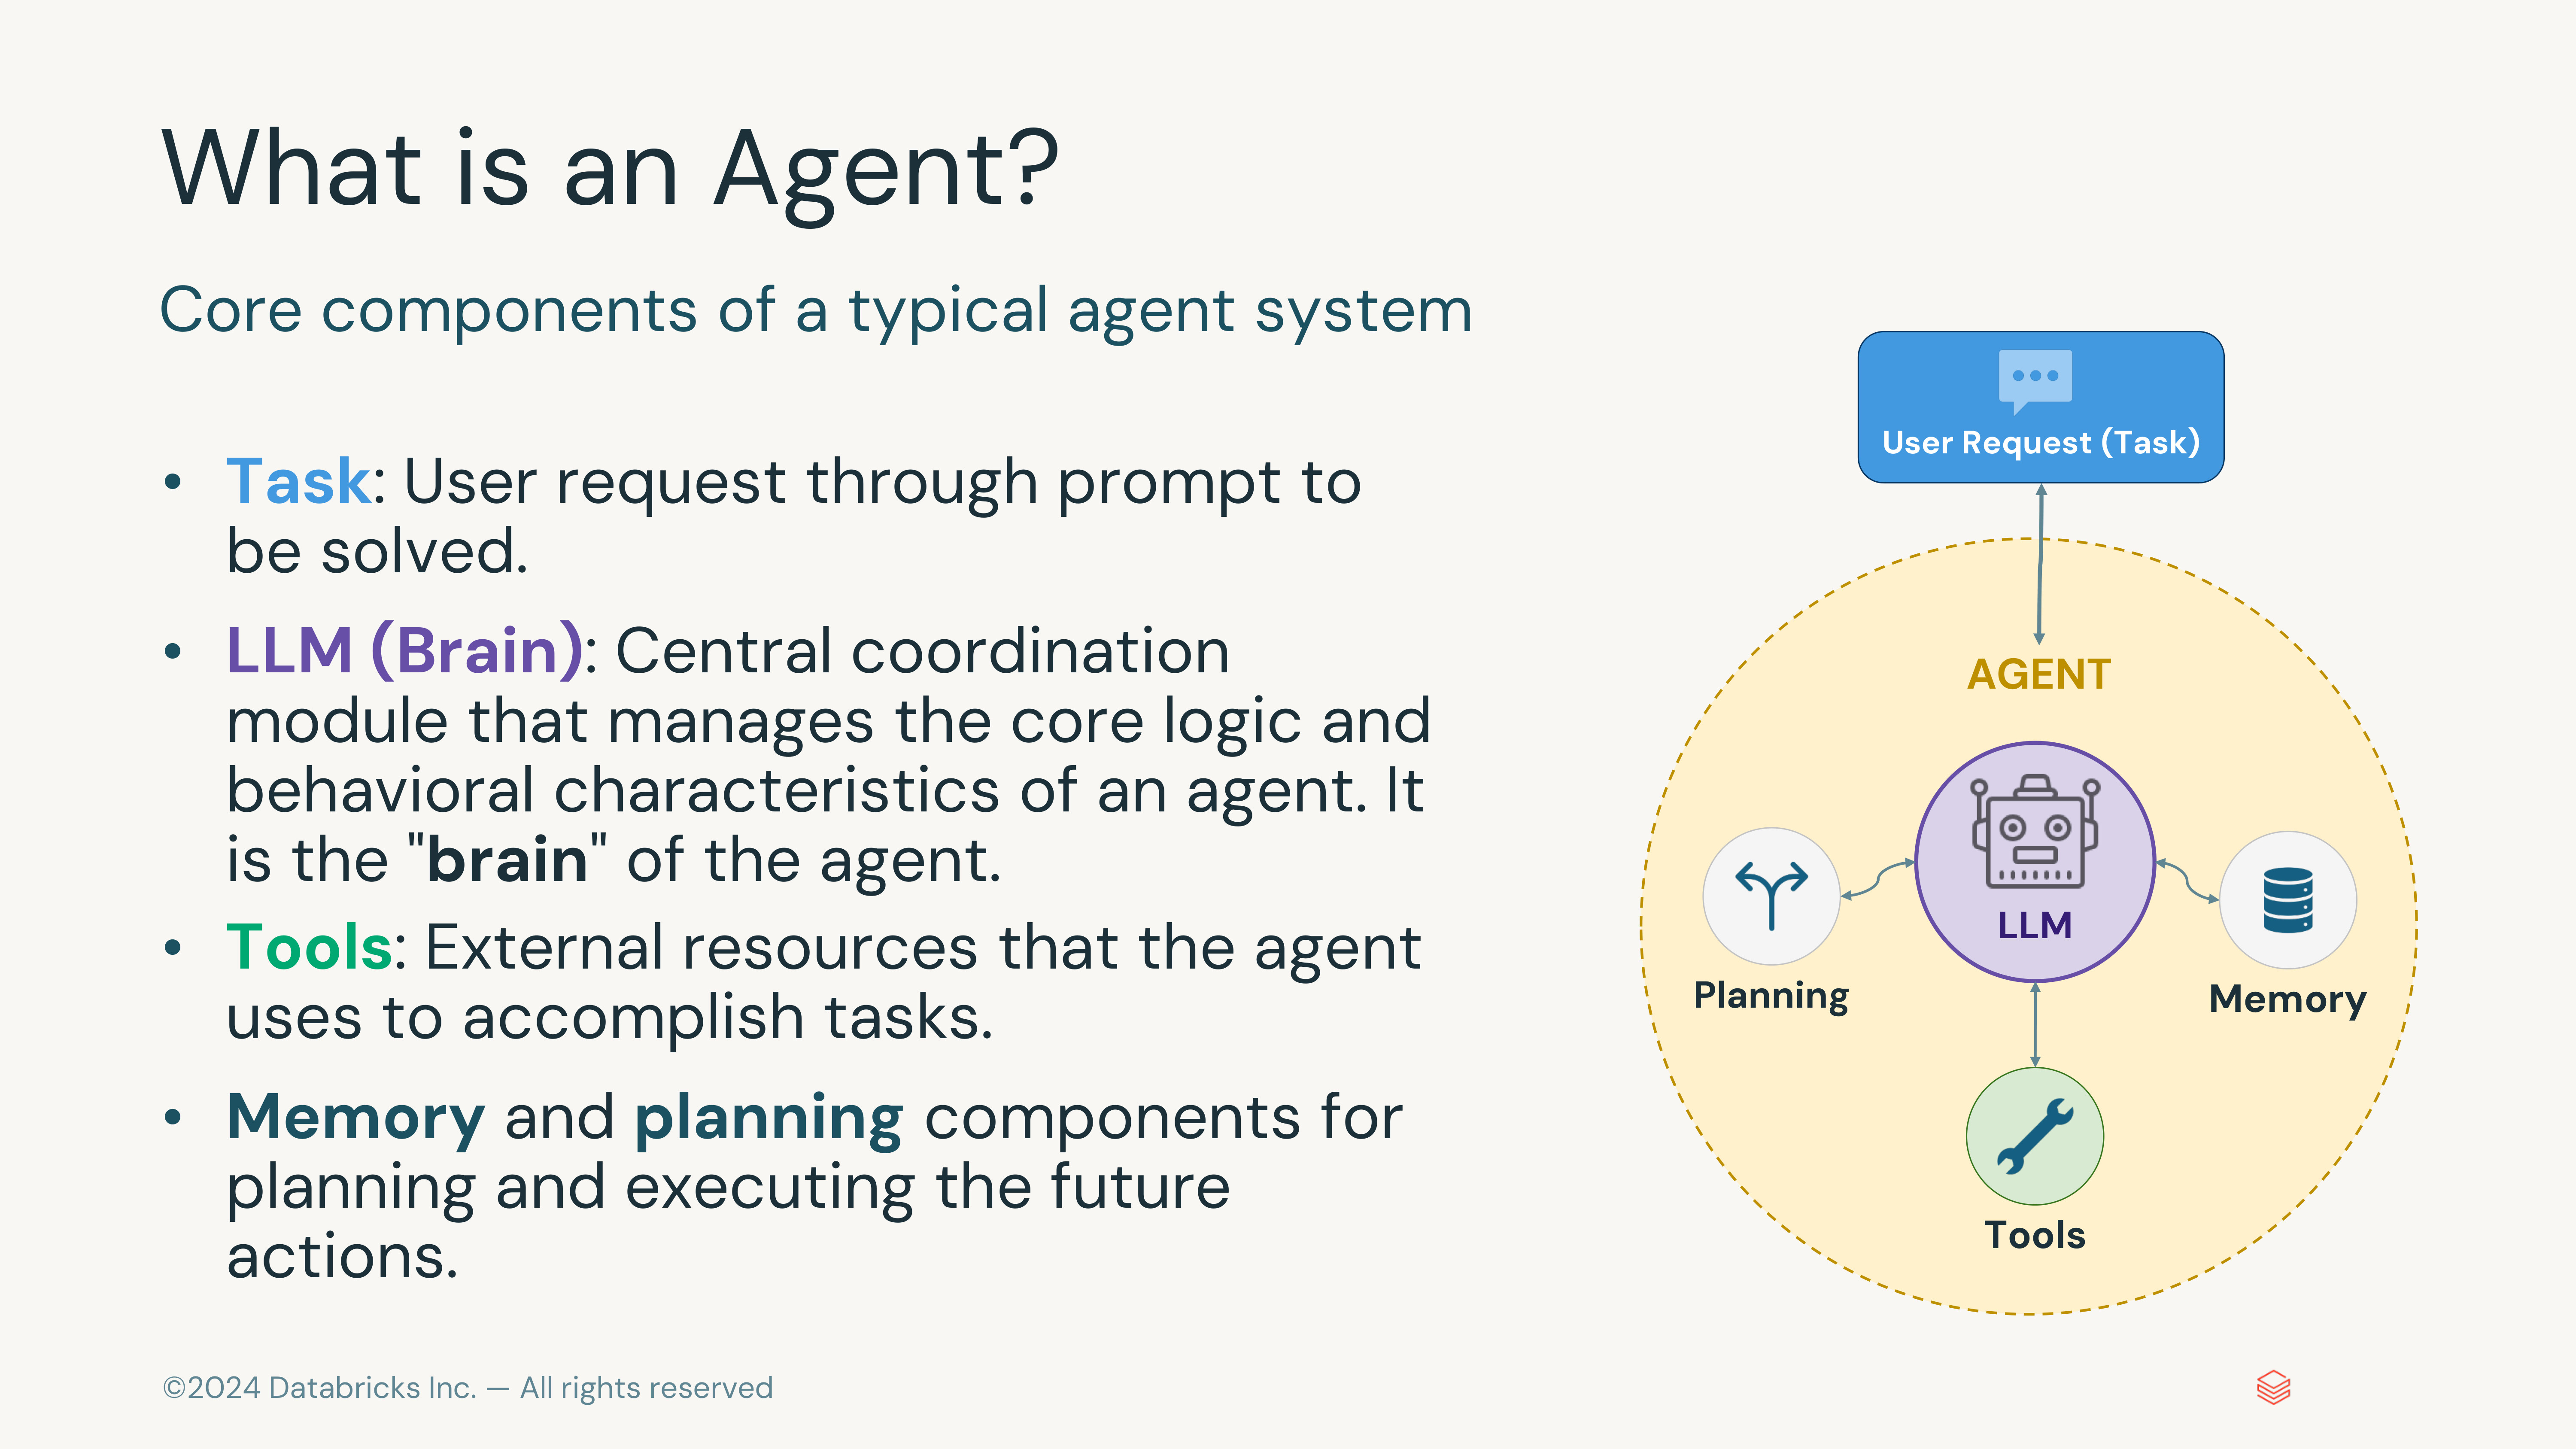 What is an Agent?
Core components of a typical agent system
• Task: User request through prompt to
be solved.
• LLM (Brain): Central coordination
module that manages the core logic and
behavioral characteristics of an agent. It
is the "brain" of the agent.
• Tools: External resources that the agent
uses to accomplish tasks.
• Memory and planning components for
planning and executing the future
actions.
User Request (Task)
AGENT
LLM
Planning
Memory
Tools
©2024 Databricks Inc. — All rights reserved